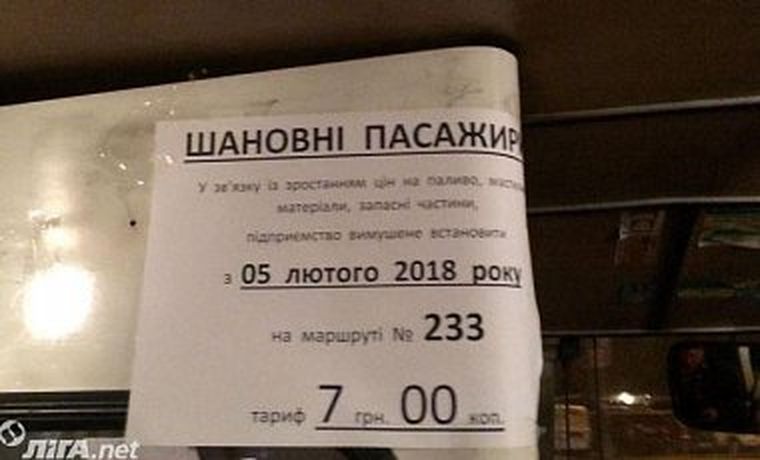 ШАНОВНІ ПАСАЖИР
У зв'язку із зростанням цін на паливо, масти
матеріали, запасні частини,
підприємство вимушене встановити
з 05 лютого 2018 року
на маршруті № 233
тариф 7 грн. 00 коп.
ЛІГА.net